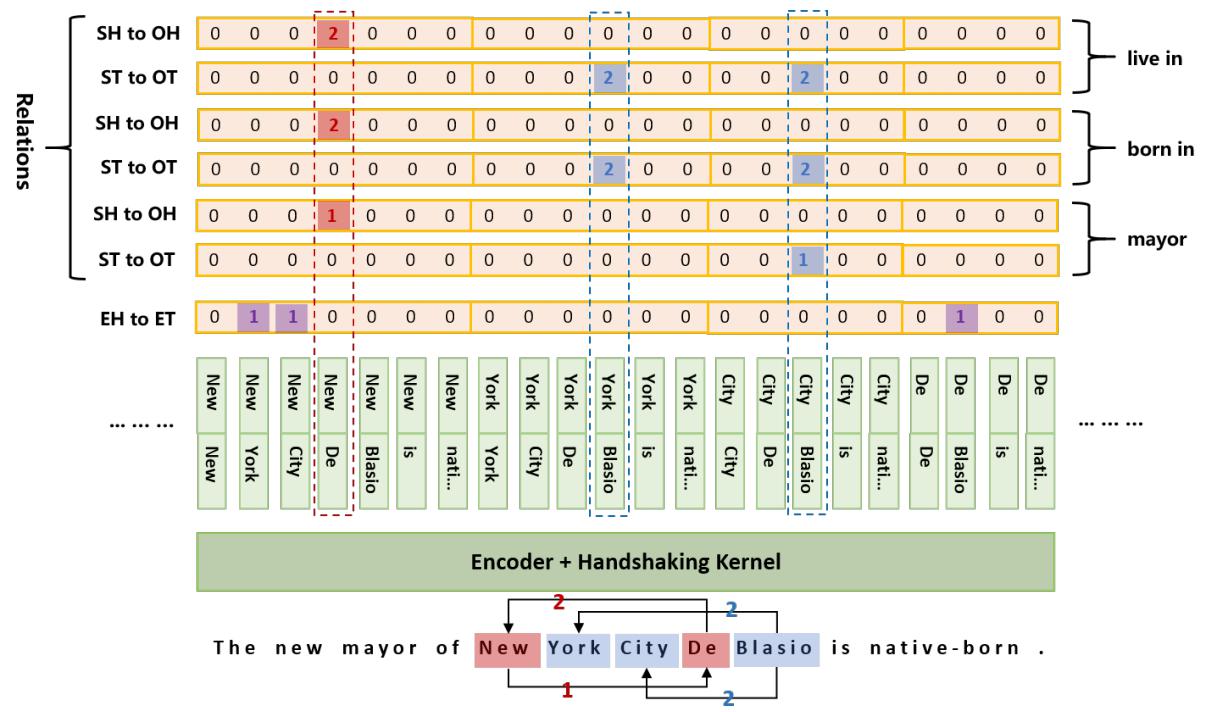 SH to OH 0 0 0 2 0 0 0 0 0 0 0 0 0 0 0 0 0 0 0 0 0 0
ST to OT 0 0 0 0 0 0 0 0 0 0 2 0 0 0 0 2 0 0 0 0 0 0
live in
SH to OH 0 0 0 2 0 0 0 0 0 0 0 0 0 0 0 0 0 0 0 0 0 0
ST to OT 0 0 0 0 0 0 0 0 0 0 2 0 0 0 0 2 0 0 0 0 0 0
born in
Relations
SH to OH 0 0 0 1 0 0 0 0 0 0 0 0 0 0 0 0 0 0 0 0 0 0
ST to OT 0 0 0 0 0 0 0 0 0 0 0 0 0 0 0 1 0 0 0 0 0 0
mayor
EH to ET 0 1 1 0 0 0 0 0 0 0 0 0 0 0 0 0 0 0 0 1 0 0
New New New New New New New York York York York York York City City City City City De De De De
... ... ... ... ... ...
New York City De Blasio is nati... York City De Blasio is nati... City De Blasio is nati... De Blasio is nati...
Encoder + Handshaking Kernel
2 2
The new mayor of New York City De Blasio is native-born .
1 2